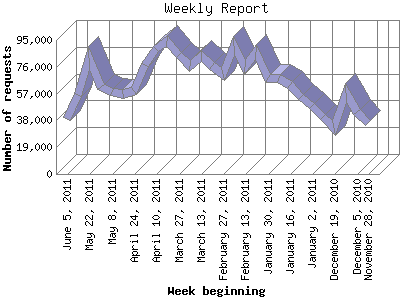 Weekly Report
Number of requests
95,000
76,000
57,000
38,000
19,000
0
June 5, 2011
May 22, 2011
May 8, 2011
April 24, 2011
April 10, 2011
March 27, 2011
March 13, 2011
February 27, 2011
February 13, 2011
January 30, 2011
January 16, 2011
January 2, 2011
December 19, 2010
December 5, 2010
November 28, 2010
Week beginning